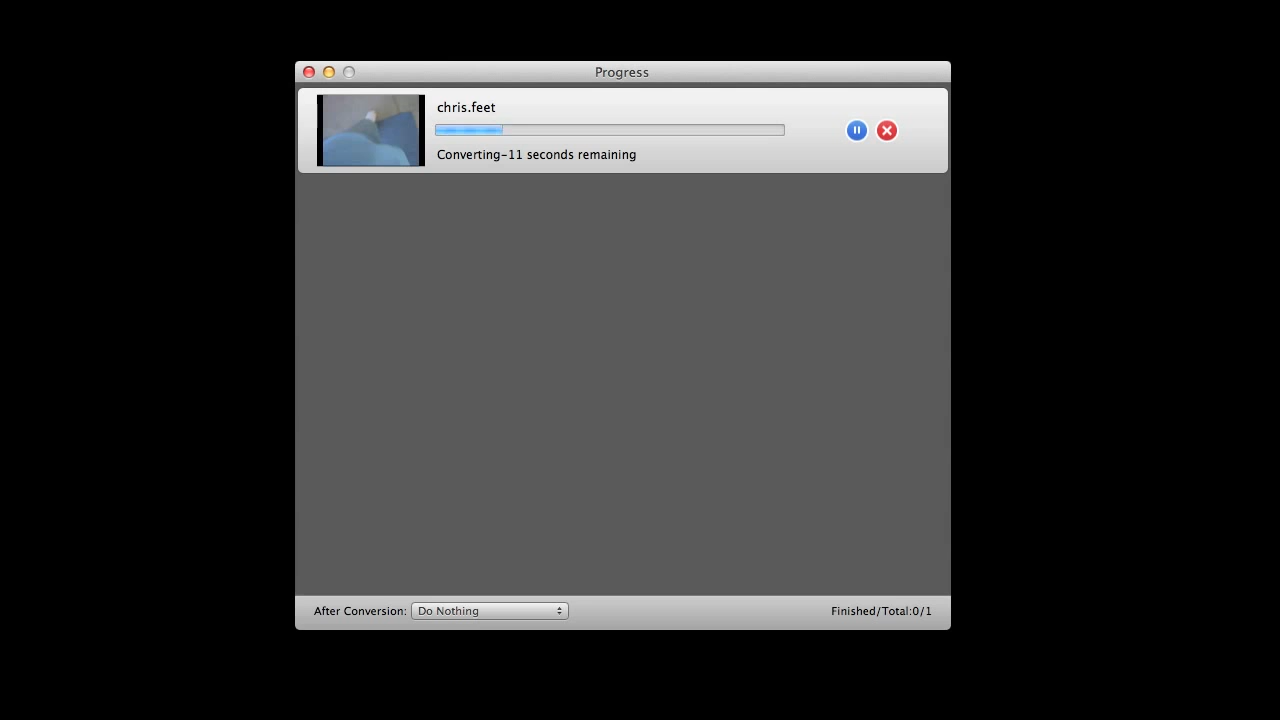 Progress
chris.feet
Converting-11 seconds remaining
After Conversion: Do Nothing
Finished/Total:0/1